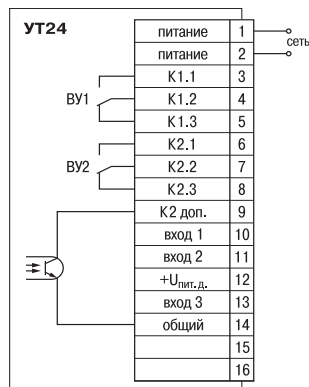 УТ24
питание 1
питание 2
сеть
К1.1 3
ВУ1 К1.2 4
К1.3 5
К2.1 6
ВУ2 К2.2 7
К2.3 8
К2 доп. 9
вход 1 10
вход 2 11
+Uпит.д. 12
вход 3 13
общий 14
15
16